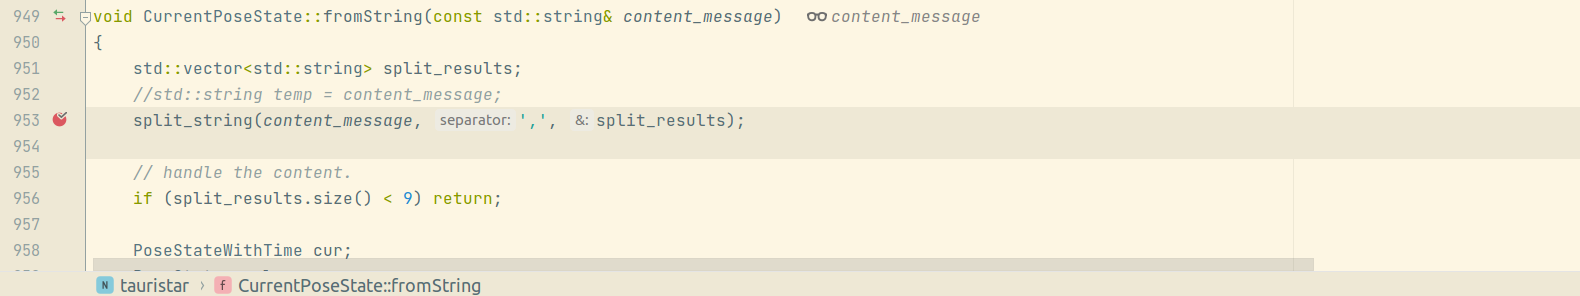 949 void CurrentPoseState::fromString(const std::string& content_message) content_message
950 {
951 std::vector<std::string> split_results;
952 //std::string temp = content_message;
953 split_string(content_message, separator: ',', &: split_results);
954
955 // handle the content.
956 if (split_results.size() < 9) return;
957
958 PoseStateWithTime cur;
tauristar › CurrentPoseState::fromString